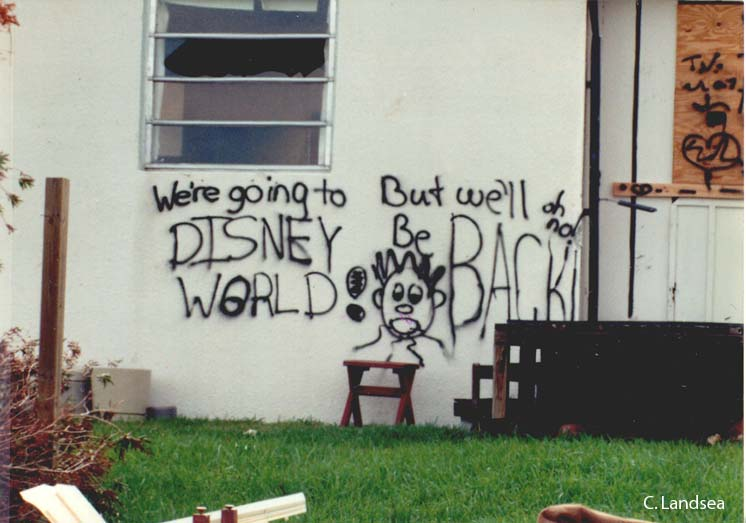 We're going to
DISNEY
WORLD!
But we'll
Be
BACK!
oh
no!
C. Landsea